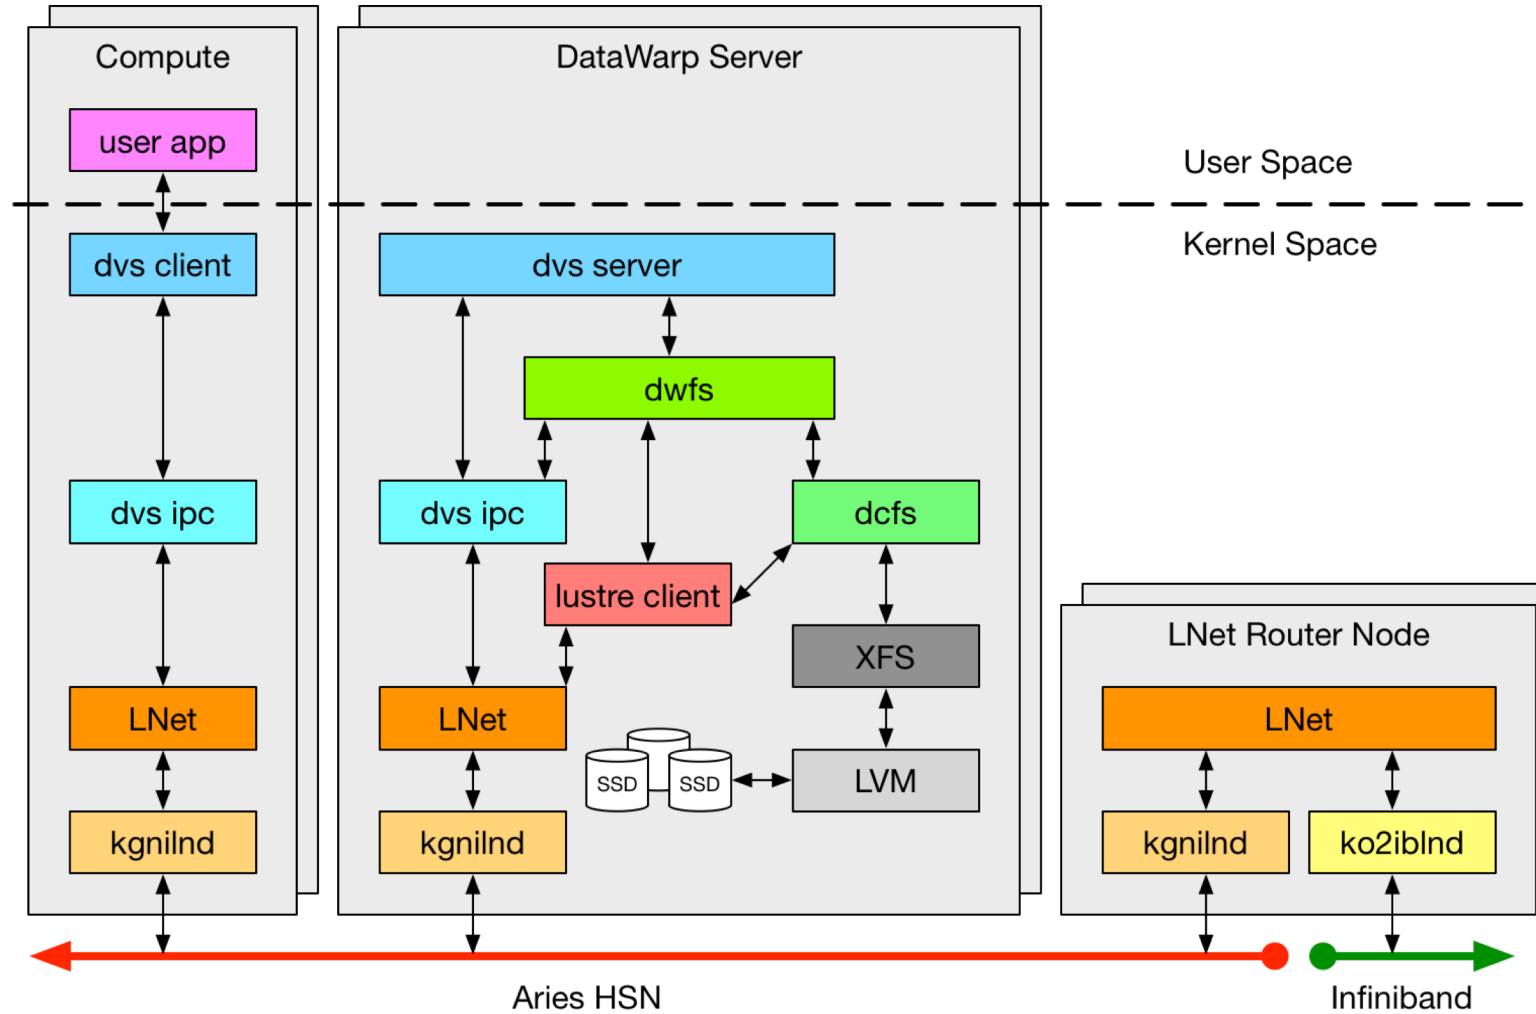 Compute
DataWarp Server
user app
User Space
Kernel Space
dvs client
dvs server
dwfs
dvs ipc
dvs ipc
dcfs
lustre client
LNet Router Node
XFS
LNet
LNet
LNet
SSD
SSD
LVM
kgnilnd
kgnilnd
kgnilnd
ko2iblnd
Aries HSN
Infiniband